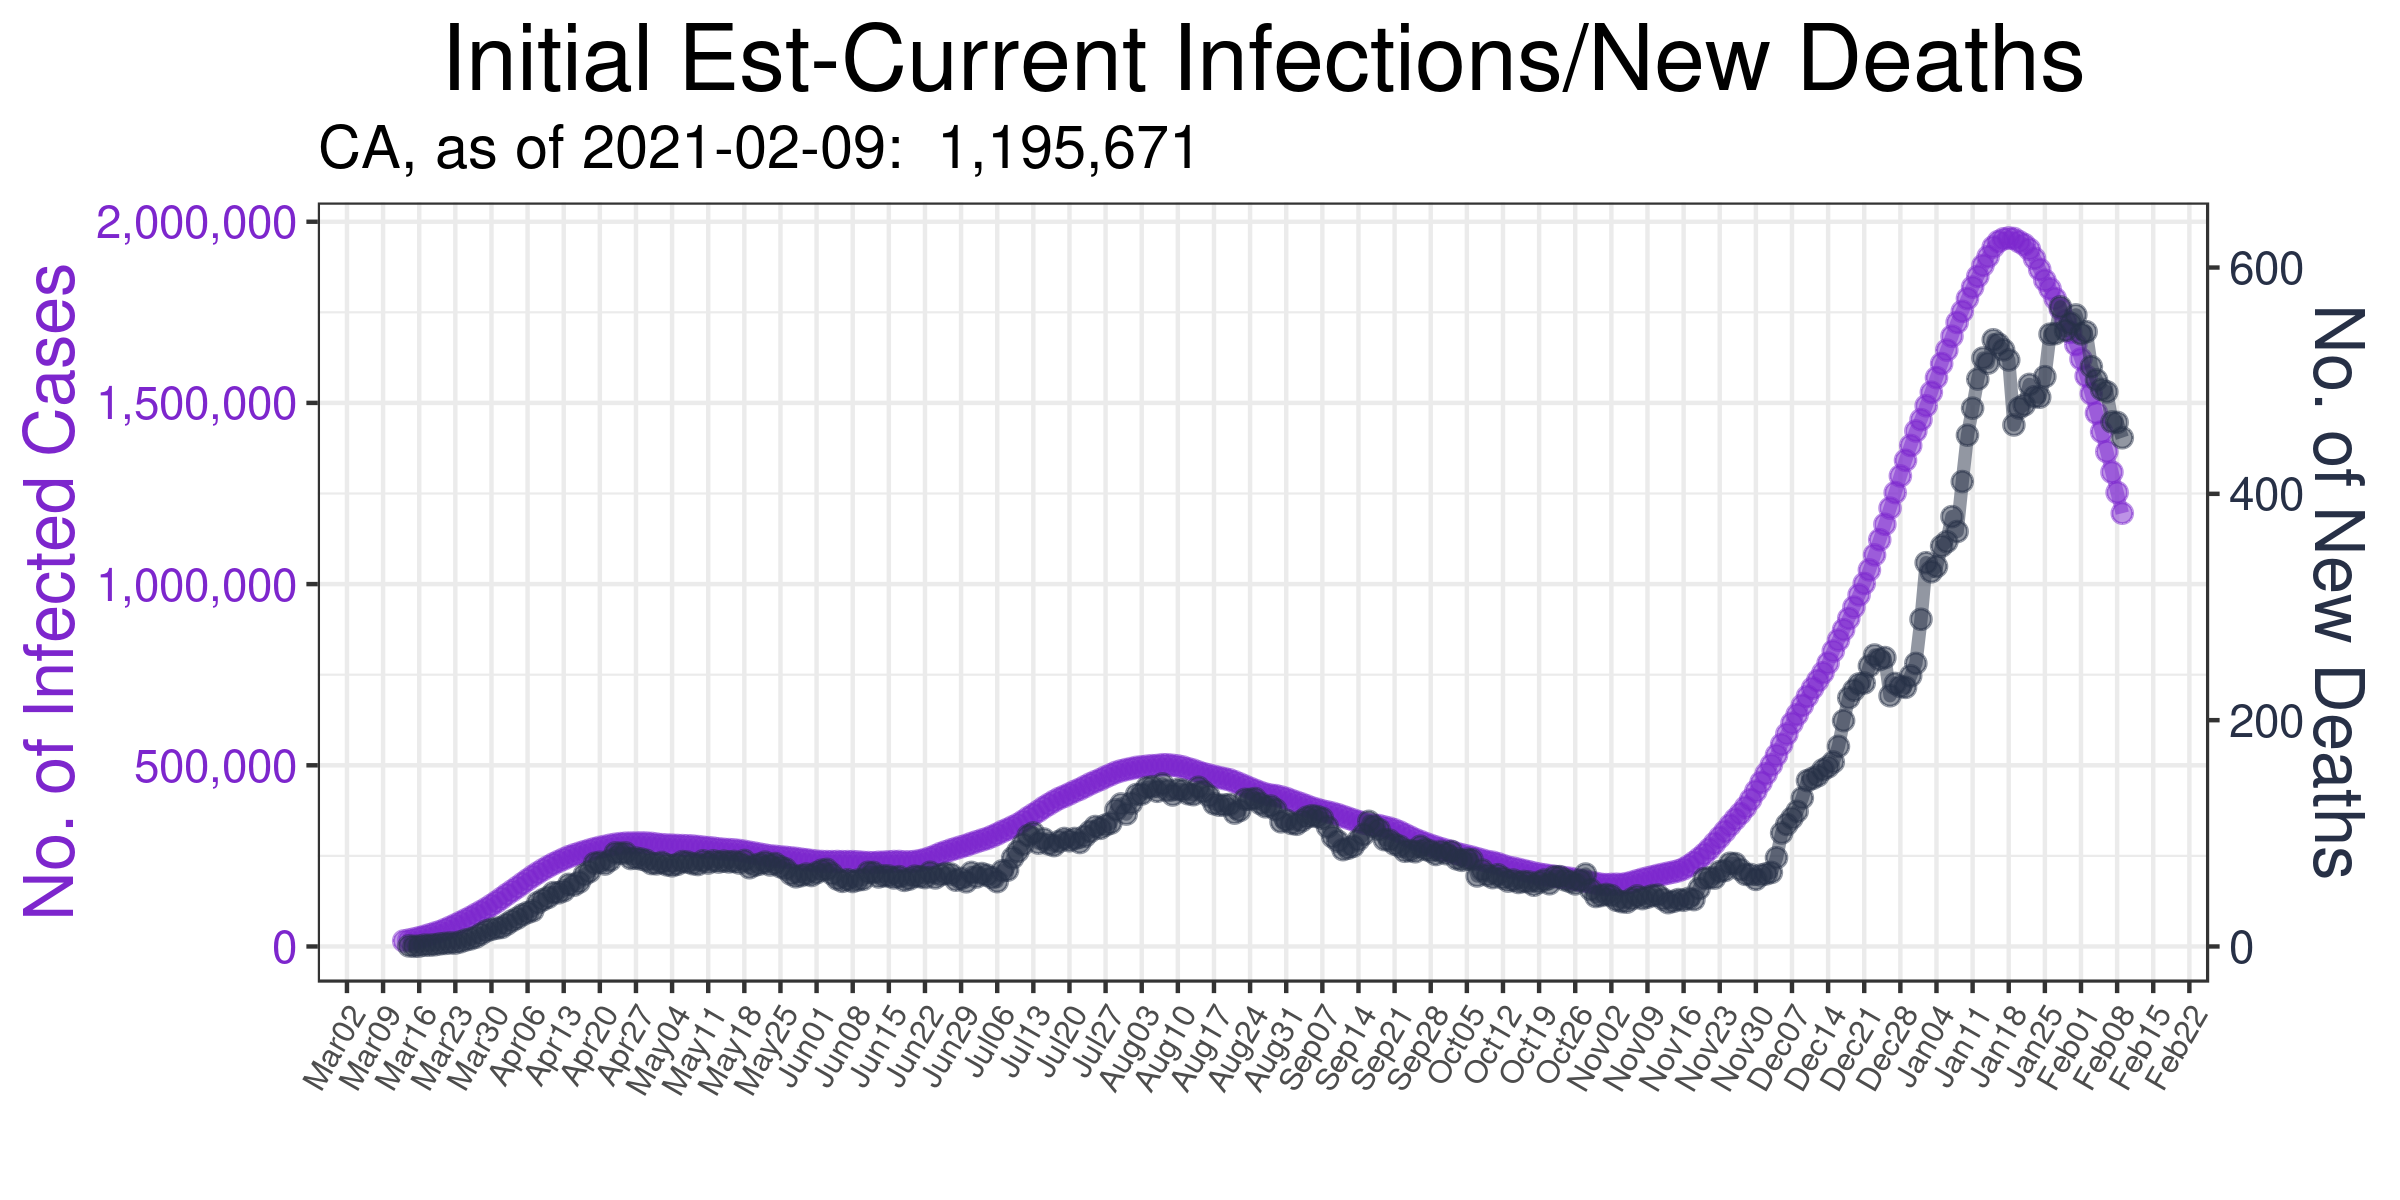 Initial Est-Current Infections/New Deaths
CA, as of 2021-02-09:  1,195,671
No. of Infected Cases
2,000,000
1,500,000
1,000,000
500,000
0
600
400
200
0
No. of New Deaths
Mar02
Mar09
Mar16
Mar23
Mar30
Apr06
Apr13
Apr20
Apr27
May04
May11
May18
May25
Jun01
Jun08
Jun15
Jun22
Jun29
Jul06
Jul13
Jul20
Jul27
Aug03
Aug10
Aug17
Aug24
Aug31
Sep07
Sep14
Sep21
Sep28
Oct05
Oct12
Oct19
Oct26
Nov02
Nov09
Nov16
Nov23
Nov30
Dec07
Dec14
Dec21
Dec28
Jan04
Jan11
Jan18
Jan25
Feb01
Feb08
Feb15
Feb22